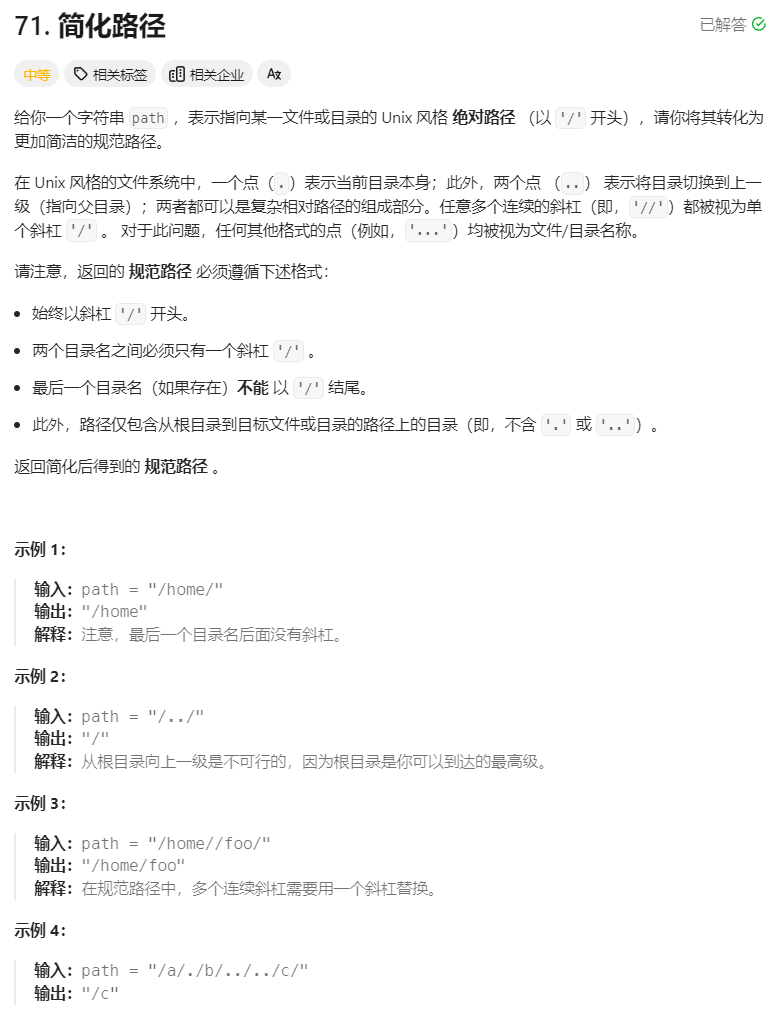 71. 简化路径
已解答
中等 相关标签 相关企业 Aあ
给你一个字符串 path ，表示指向某一文件或目录的 Unix 风格 绝对路径 （以 '/' 开头），请你将其转化为
更加简洁的规范路径。
在 Unix 风格的文件系统中，一个点（.）表示当前目录本身；此外，两个点 （..） 表示将目录切换到上一
级（指向父目录）；两者都可以是复杂相对路径的组成部分。任意多个连续的斜杠（即，'//'）都被视为单
个斜杠 '/' 。 对于此问题，任何其他格式的点（例如，'...'）均被视为文件/目录名称。
请注意，返回的 规范路径 必须遵循下述格式：
• 始终以斜杠 '/' 开头。
• 两个目录名之间必须只有一个斜杠 '/' 。
• 最后一个目录名（如果存在）不能 以 '/' 结尾。
• 此外，路径仅包含从根目录到目标文件或目录的路径上的目录（即，不含 '.' 或 '..'）。
返回简化后得到的 规范路径 。
示例 1：
输入：path = "/home/"
输出："/home"
解释：注意，最后一个目录名后面没有斜杠。
示例 2：
输入：path = "/../"
输出："/"
解释：从根目录向上一级是不可行的，因为根目录是你可以到达的最高级。
示例 3：
输入：path = "/home//foo/"
输出："/home/foo"
解释：在规范路径中，多个连续斜杠需要用一个斜杠替换。
示例 4：
输入：path = "/a/./b/../../c/"
输出："/c"